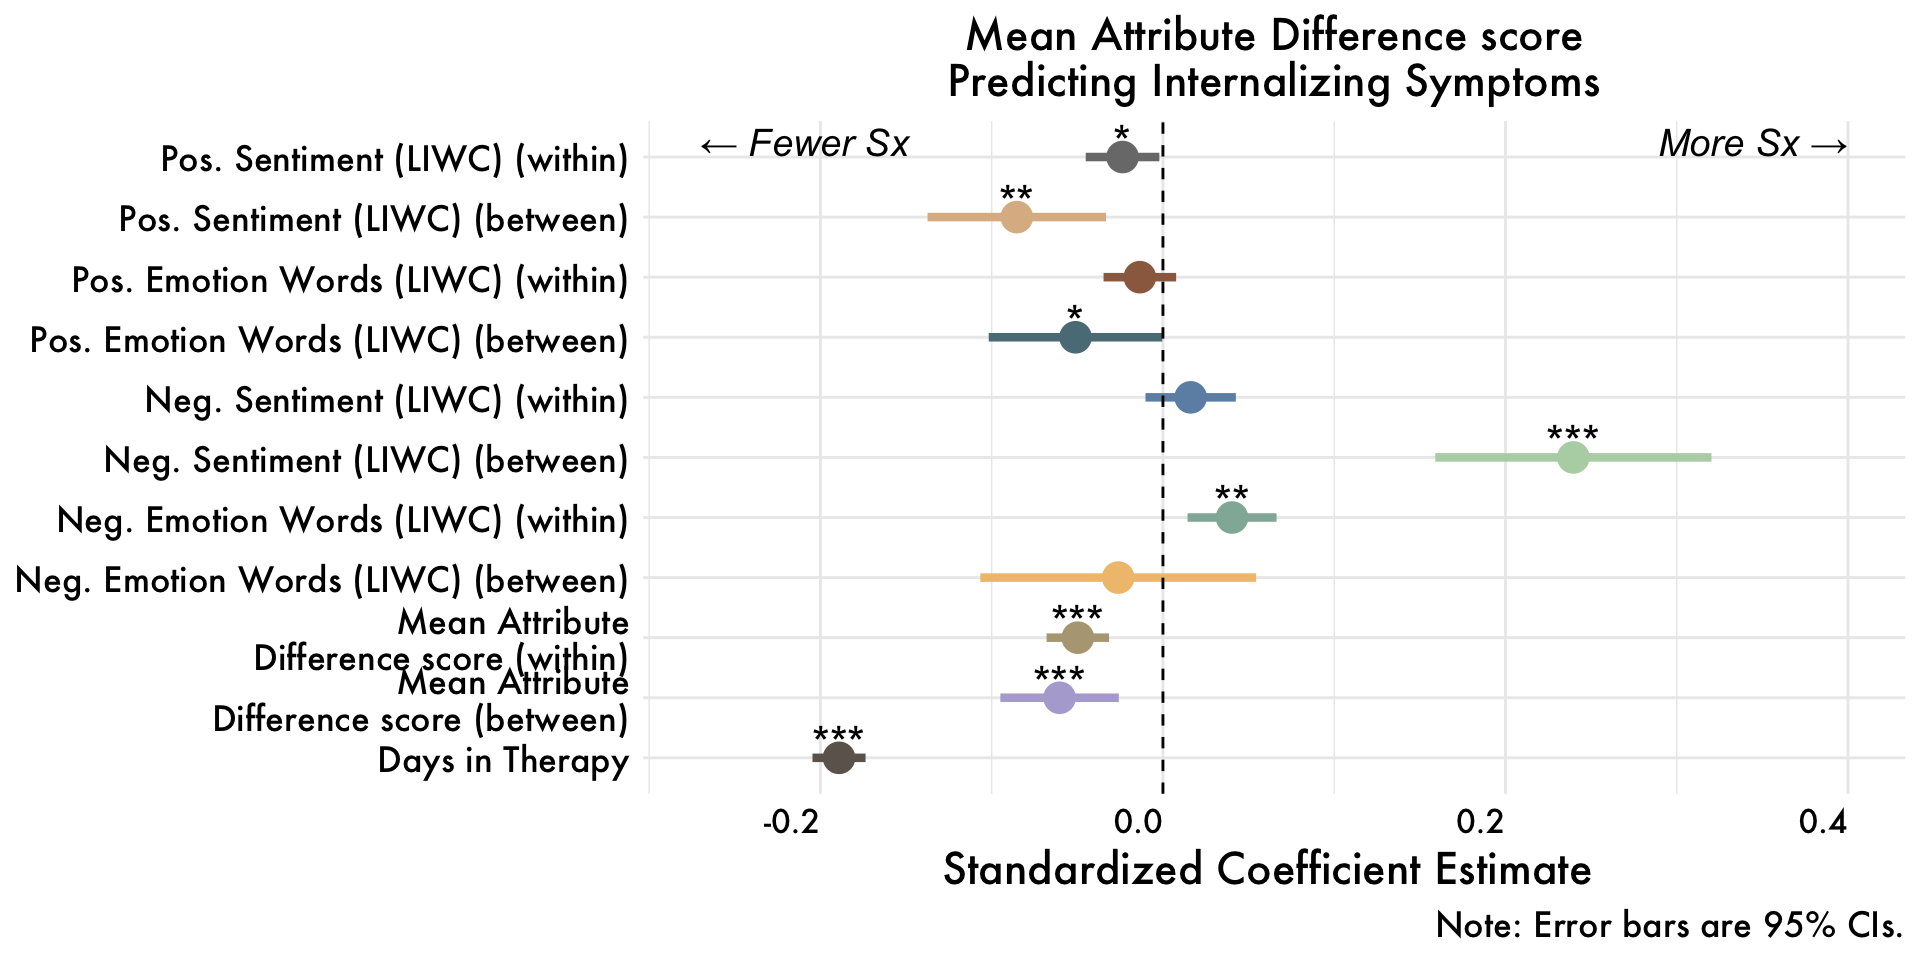 Mean Attribute Difference score
Predicting Internalizing Symptoms
← Fewer Sx
More Sx →
*
Pos. Sentiment (LIWC) (within)
**
Pos. Sentiment (LIWC) (between)
Pos. Emotion Words (LIWC) (within)
*
Pos. Emotion Words (LIWC) (between)
Neg. Sentiment (LIWC) (within)
***
Neg. Sentiment (LIWC) (between)
**
Neg. Emotion Words (LIWC) (within)
Neg. Emotion Words (LIWC) (between)
***
Mean Attribute
Difference score (within)
***
Mean Attribute
Difference score (between)
***
Days in Therapy
-0.2 0.0 0.2 0.4
Standardized Coefficient Estimate
Note: Error bars are 95% CIs.